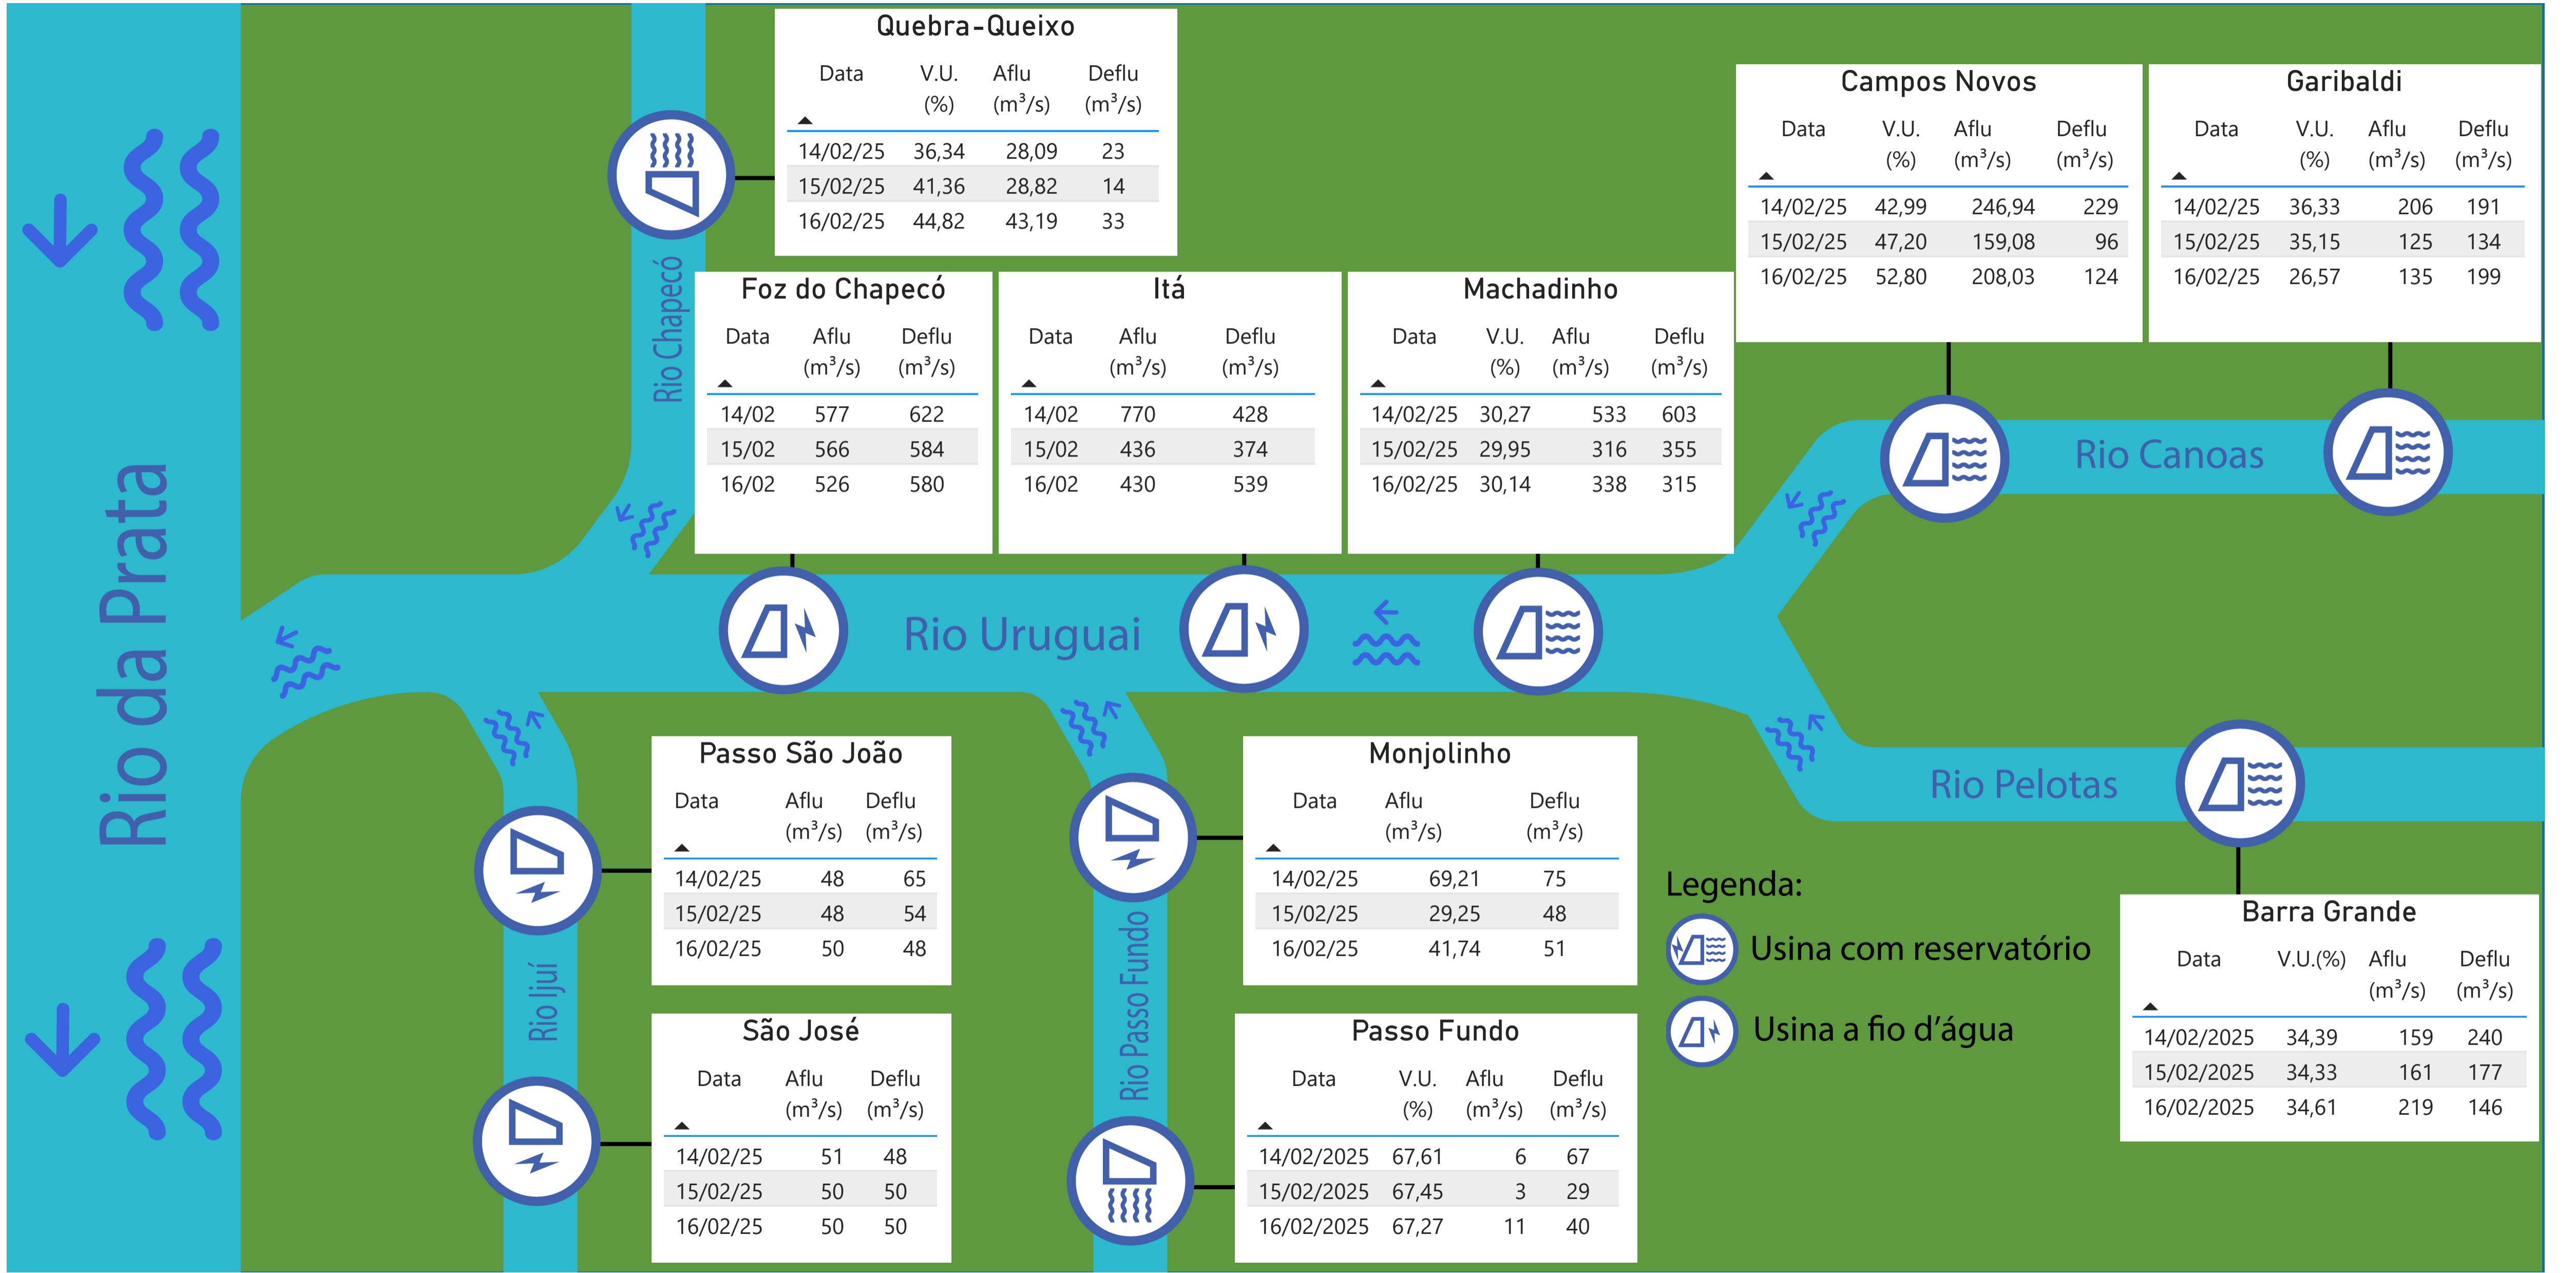 Quebra-Queixo
Data V.U. (%) Aflu (m³/s) Deflu (m³/s)
14/02/25 36,34 28,09 23
15/02/25 41,36 28,82 14
16/02/25 44,82 43,19 33
Campos Novos
Data V.U. (%) Aflu (m³/s) Deflu (m³/s)
14/02/25 42,99 246,94 229
15/02/25 47,20 159,08 96
16/02/25 52,80 208,03 124
Garibaldi
Data V.U. (%) Aflu (m³/s) Deflu (m³/s)
14/02/25 36,33 206 191
15/02/25 35,15 125 134
16/02/25 26,57 135 199
Rio Chapecó
Foz do Chapecó
Data Aflu (m³/s) Deflu (m³/s)
14/02 577 622
15/02 566 584
16/02 526 580
Itá
Data Aflu (m³/s) Deflu (m³/s)
14/02 770 428
15/02 436 374
16/02 430 539
Machadinho
Data V.U. (%) Aflu (m³/s) Deflu (m³/s)
14/02/25 30,27 533 603
15/02/25 29,95 316 355
16/02/25 30,14 338 315
Rio Canoas
Rio da Prata
Rio Uruguai
Rio Pelotas
Passo São João
Data Aflu (m³/s) Deflu (m³/s)
14/02/25 48 65
15/02/25 48 54
16/02/25 50 48
Monjolinho
Data Aflu (m³/s) Deflu (m³/s)
14/02/25 69,21 75
15/02/25 29,25 48
16/02/25 41,74 51
Legenda:
Usina com reservatório
Usina a fio d'água
Barra Grande
Data V.U.(%) Aflu (m³/s) Deflu (m³/s)
14/02/2025 34,39 159 240
15/02/2025 34,33 161 177
16/02/2025 34,61 219 146
Rio Ijuí
São José
Data Aflu (m³/s) Deflu (m³/s)
14/02/25 51 48
15/02/25 50 50
16/02/25 50 50
Rio Passo Fundo
Passo Fundo
Data V.U. (%) Aflu (m³/s) Deflu (m³/s)
14/02/2025 67,61 6 67
15/02/2025 67,45 3 29
16/02/2025 67,27 11 40